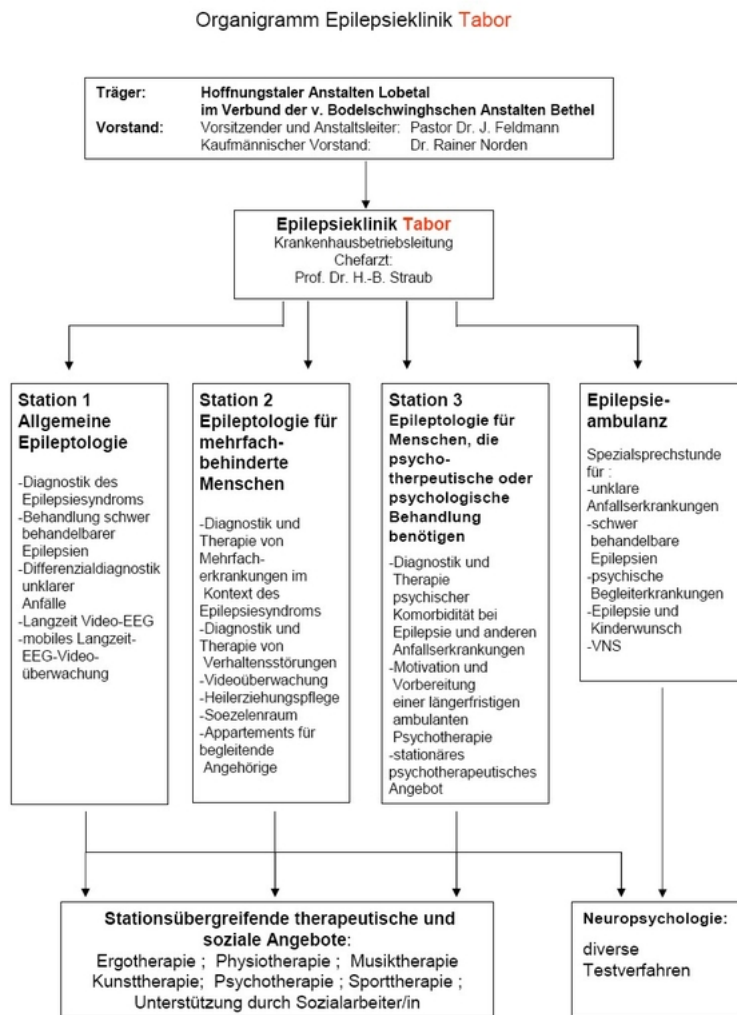 Organigramm Epilepsieklinik Tabor
Träger: Hoffnungstaler Anstalten Lobetal
im Verbund der v. Bodelschwinghschen Anstalten Bethel
Vorstand: Vorsitzender und Anstaltsleiter: Pastor Dr. J. Feldmann
Kaufmännischer Vorstand: Dr. Rainer Norden
Epilepsieklinik Tabor
Krankenhausbetriebsleitung
Chefarzt:
Prof. Dr. H.-B. Straub
Station 1
Allgemeine
Epileptologie
-Diagnostik des
Epilepsiesyndroms
-Behandlung schwer
behandelbarer
Epilepsien
-Differenzialdiagnostik
unklarer
Anfälle
-Langzeit Video-EEG
-mobiles Langzeit-
EEG-Video-
überwachung
Station 2
Epileptologie für
mehrfach-
behinderte
Menschen
-Diagnostik und
Therapie von
Mehrfach-
erkrankungen im
Kontext des
Epilepsiesyndroms
-Diagnostik und
Therapie von
Verhaltensstörungen
-Videoüberwachung
-Heilerziehungspflege
-Soezelenraum
-Appartements für
begleitende
Angehörige
Station 3
Epileptologie für
Menschen, die
psycho-
therpeutische oder
psychologische
Behandlung
benötigen
-Diagnostik und
Therapie
psychischer
Komorbidität bei
Epilepsie und anderen
Anfallserkrankungen
-Motivation und
Vorbereitung
einer längerfristigen
ambulanten
Psychotherapie
-stationäres
psychotherapeutisches
Angebot
Epilepsie-
ambulanz
Spezialsprechstunde
für :
-unklare
Anfallserkrankungen
-schwer
behandelbare
Epilepsien
-psychische
Begleiterkrankungen
-Epilepsie und
Kinderwunsch
-VNS
Stationsübergreifende therapeutische und
soziale Angebote:
Ergotherapie ; Physiotherapie ; Musiktherapie
Kunsttherapie; Psychotherapie ; Sporttherapie ;
Unterstützung durch Sozialarbeiter/in
Neuropsychologie:
diverse
Testverfahren